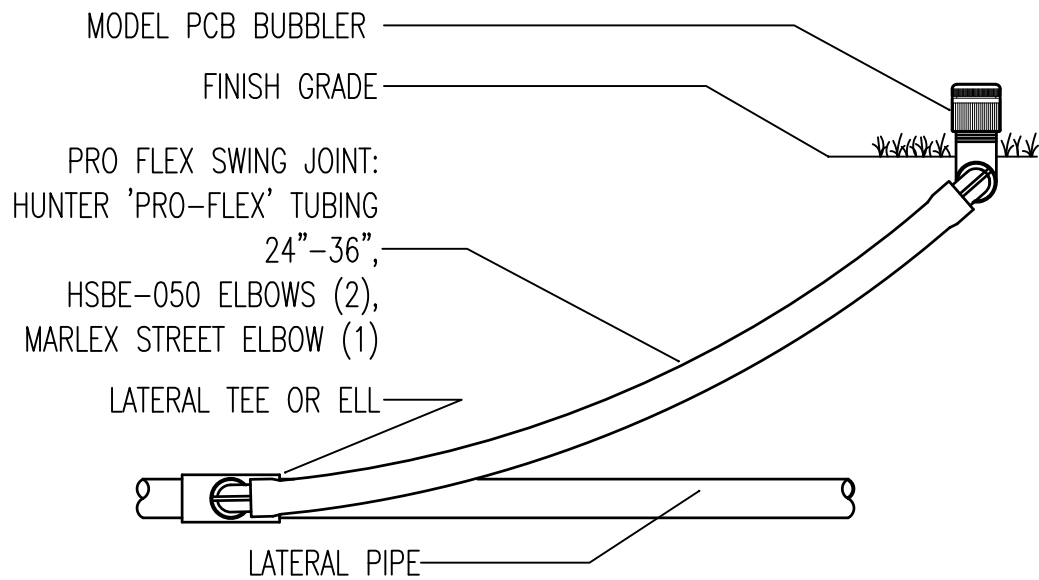 MODEL PCB BUBBLER
FINISH GRADE
PRO FLEX SWING JOINT:
HUNTER 'PRO-FLEX' TUBING
24"-36",
HSBE-050 ELBOWS (2),
MARLEX STREET ELBOW (1)
LATERAL TEE OR ELL
LATERAL PIPE